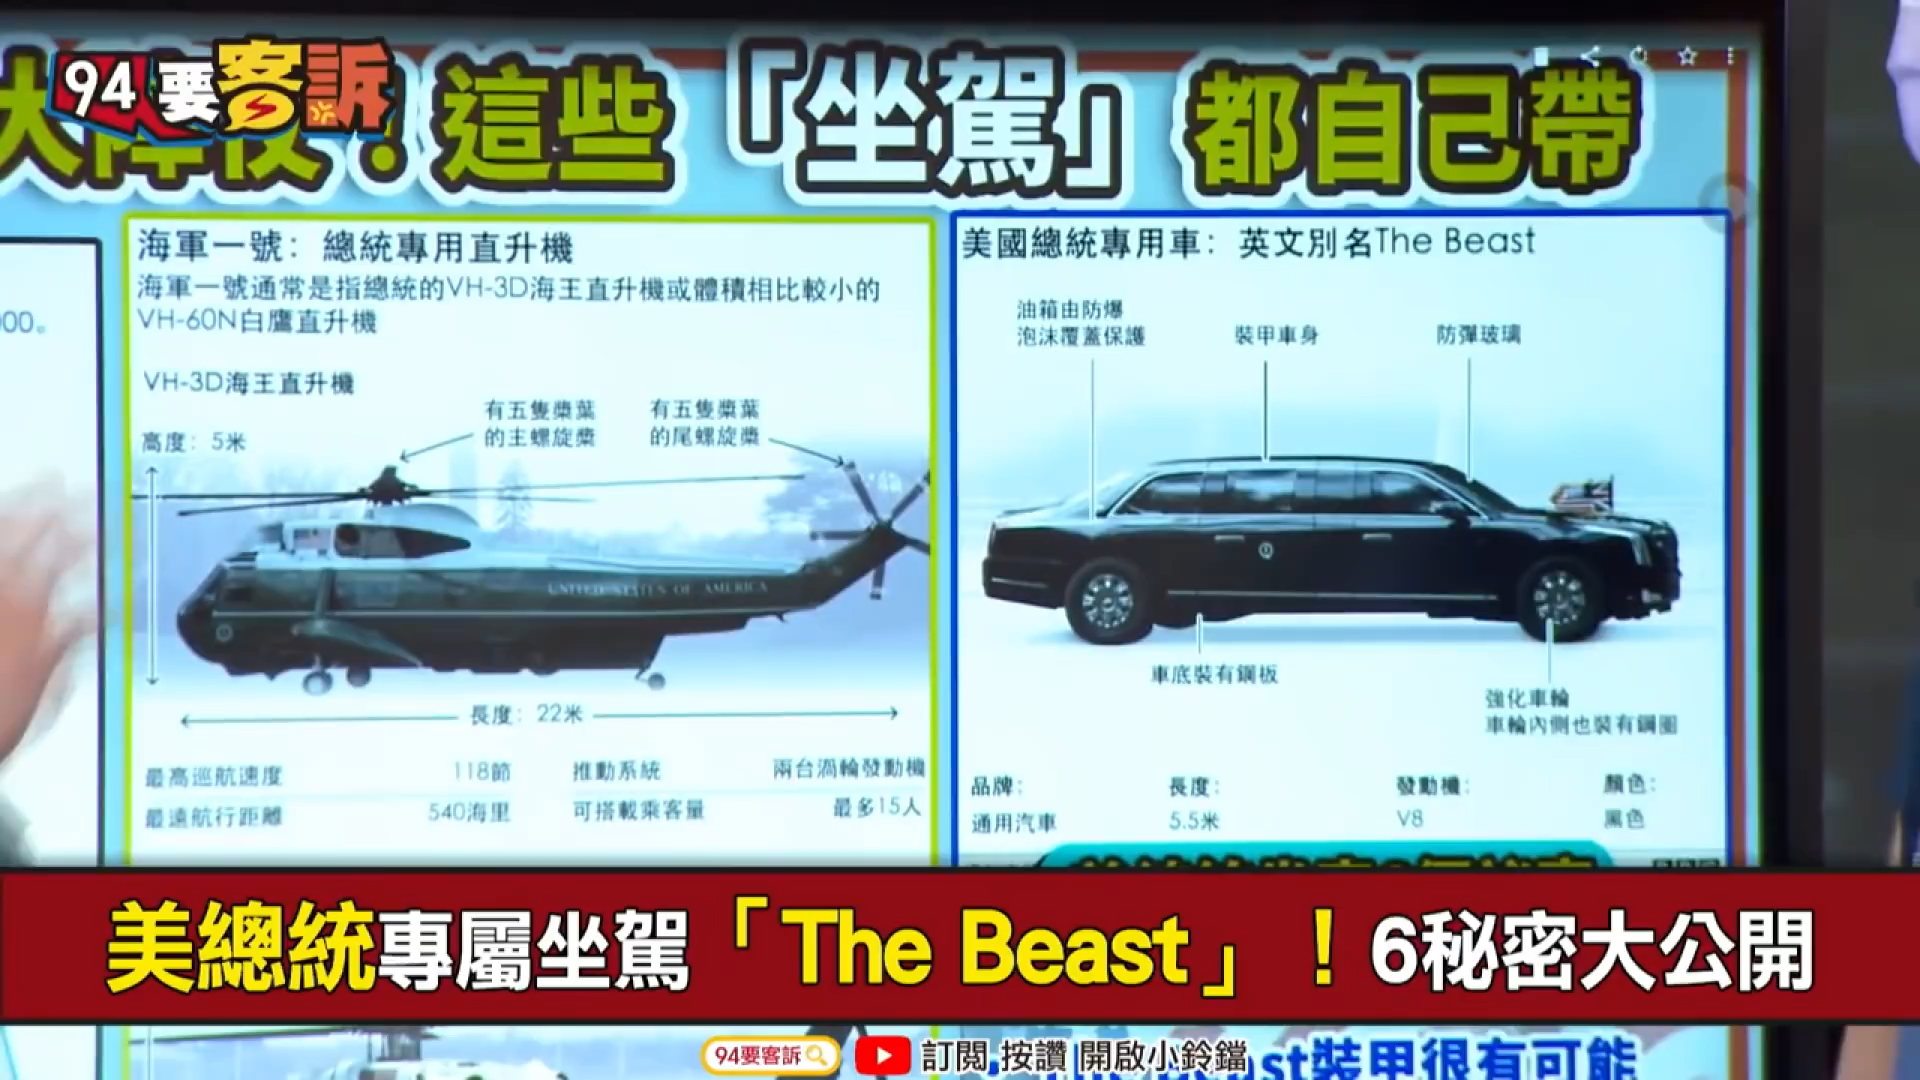 94要客訴
這些「坐駕」都自己帶
海軍一號：總統專用直升機
海軍一號通常是指總統的VH-3D海王直升機或體積相比較小的
VH-60N白鷹直升機
000。
VH-3D海王直升機
高度：5米
有五隻槳葉
的主螺旋槳
有五隻槳葉
的尾螺旋槳
UNITED STATES OF AMERICA
長度：22米
最高巡航速度 118節 推動系統 兩台渦輪發動機
最遠航行距離 540海里 可搭載乘客量 最多15人
美國總統專用車：英文別名The Beast
油箱由防爆
泡沫覆蓋保護
裝甲車身
防彈玻璃
車底裝有鋼板
強化車輪
車輪內側也裝有鋼圈
品牌： 長度： 發動機： 顏色：
通用汽車 5.5米 V8 黑色
美總統專屬坐駕「The Beast」！6秘密大公開
94要客訴
訂閱 按讚 開啟小鈴鐺
st裝甲很有可能